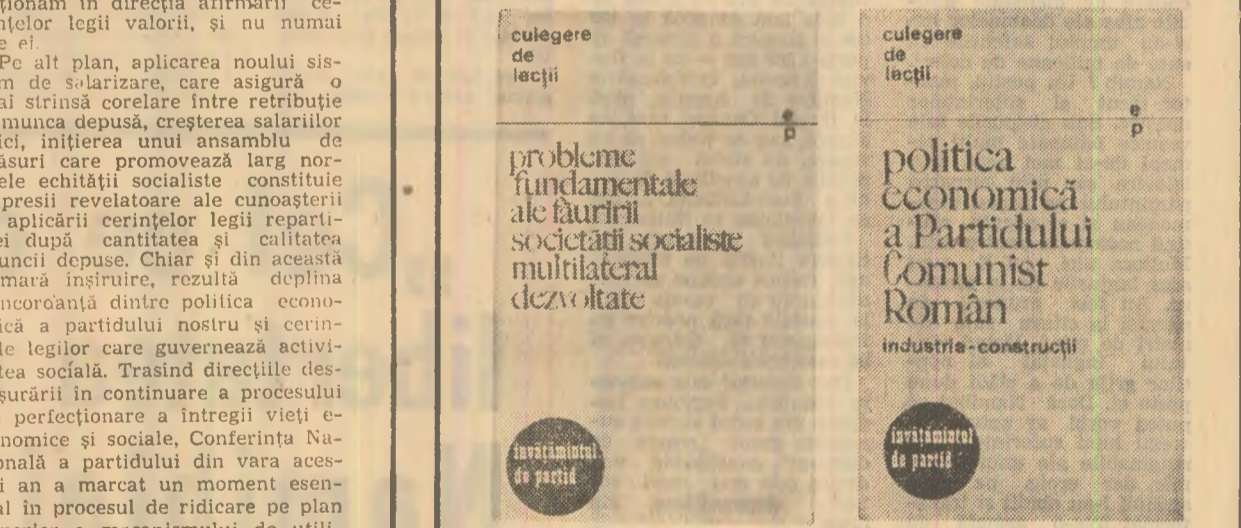 ționăm în direcția afirmării ce-
nțelor legii valorii, și nu numai
e ei.
Pe alt plan, aplicarea noului sis-
m de salarizare, care asigură o
ai strînsă corelare între retribuție
munca depusă, creșterea salariilor
ici, inițierea unui ansamblu de
ăsuri care promovează larg nor-
ele echității socialiste constituie
presii revelatoare ale cunoașterii
aplicării cerințelor legii reparti-
ei după cantitatea și calitatea
uncii depuse. Chiar și din această
mară înșiruire, rezultă deplina
ncordanță dintre politica econo-
ică a partidului nostru și cerin-
le legilor care guvernează activi-
tea socială. Trasînd direcțiile des-
șurării în continuare a procesului
perfecționare a întregii vieți e-
nomice și sociale, Conferința Na-
onală a partidului din vara aces-
i an a marcat un moment esen-
al în procesul de ridicare pe plan
a mecanismului de utili-
culegere
de
lecții
e
p
probleme
fundamentale
ale făuririi
societății socialiste
multilateral
dezvoltate
învățămîntul
de partid
culegere
de
lecții
e
p
politica
economică
a Partidului
Comunist
Român
industria-construcții
învățămîntul
de partid